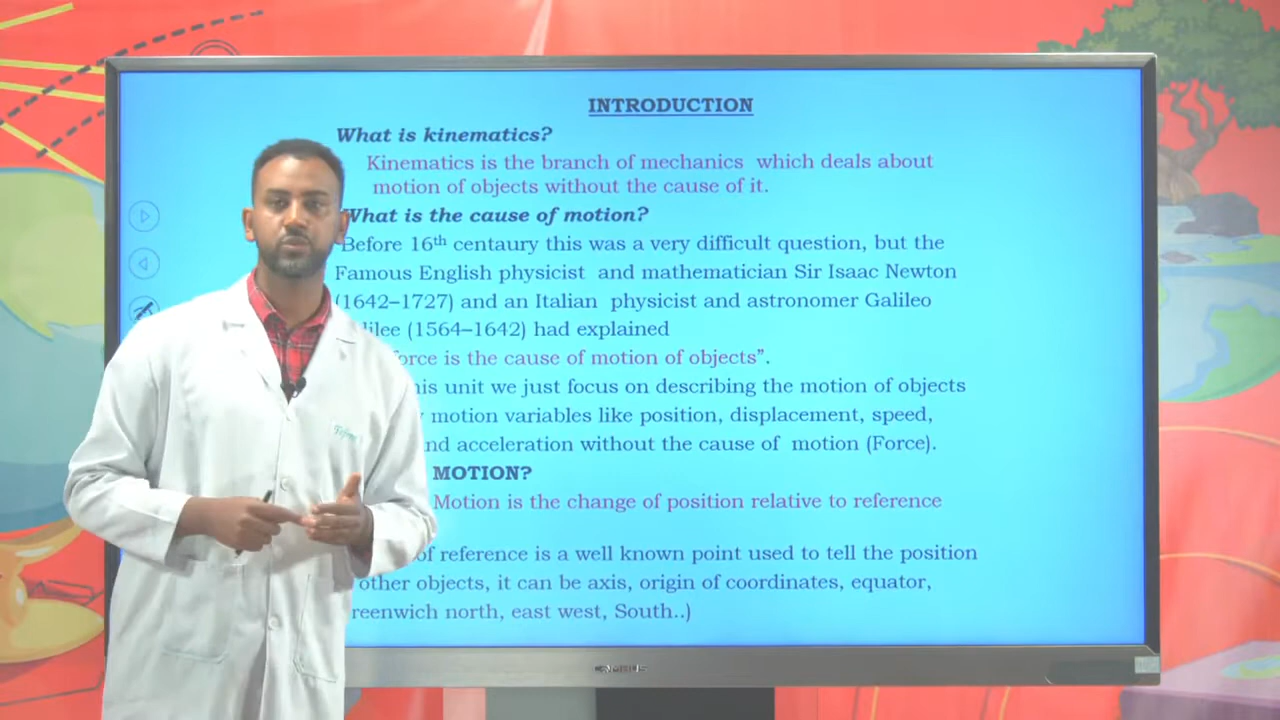 INTRODUCTION
What is kinematics?
Kinematics is the branch of mechanics which deals about
motion of objects without the cause of it.
What is the cause of motion?
Before 16th centaury this was a very difficult question, but the
Famous English physicist and mathematician Sir Isaac Newton
(1642–1727) and an Italian physicist and astronomer Galileo
(1564–1642) had explained
force is the cause of motion of objects”.
unit we just focus on describing the motion of objects
motion variables like position, displacement, speed,
acceleration without the cause of motion (Force).
MOTION?
Motion is the change of position relative to reference
of reference is a well known point used to tell the position
other objects, it can be axis, origin of coordinates, equator,
north, east west, South..)